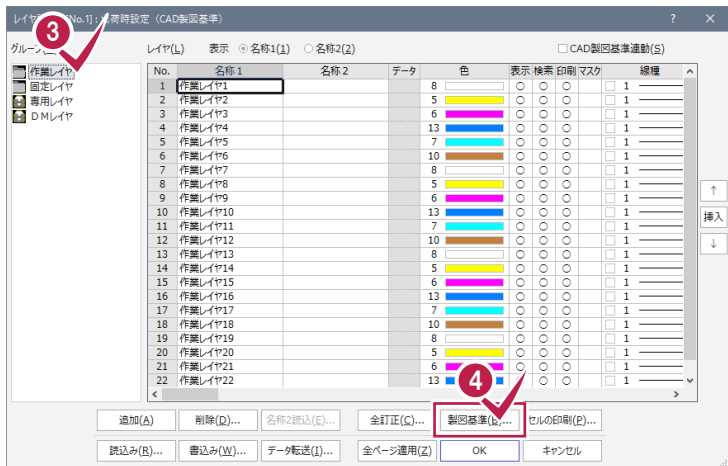 No.1]: 荷時設定（CAD製図基準）
? ×
③
レイヤ(L) 表示 名称1(1) 名称2(2) CAD製図基準連動(S)
作業レイヤ
固定レイヤ
専用レイヤ
DMレイヤ
No. 名称1 名称2 データ 色 表示 検索 印刷 マスク 線種
1 作業レイヤ1 8 ○ ○ ○ 1
2 作業レイヤ2 5 ○ ○ ○ 1
3 作業レイヤ3 6 ○ ○ ○ 1
4 作業レイヤ4 13 ○ ○ ○ 1
5 作業レイヤ5 7 ○ ○ ○ 1
6 作業レイヤ6 10 ○ ○ ○ 1
7 作業レイヤ7 8 ○ ○ ○ 1
8 作業レイヤ8 5 ○ ○ ○ 1
9 作業レイヤ9 6 ○ ○ ○ 1
10 作業レイヤ10 13 ○ ○ ○ 1
11 作業レイヤ11 7 ○ ○ ○ 1
12 作業レイヤ12 10 ○ ○ ○ 1
13 作業レイヤ13 8 ○ ○ ○ 1
14 作業レイヤ14 5 ○ ○ ○ 1
15 作業レイヤ15 6 ○ ○ ○ 1
16 作業レイヤ16 13 ○ ○ ○ 1
17 作業レイヤ17 7 ○ ○ ○ 1
18 作業レイヤ18 10 ○ ○ ○ 1
19 作業レイヤ19 8 ○ ○ ○ 1
20 作業レイヤ20 5 ○ ○ ○ 1
21 作業レイヤ21 6 ○ ○ 1
22 作業レイヤ22 13 ○ 1
↑
挿入
↓
④
追加(A) 削除(D)... 名称2読込(E)... 全訂正(C)... 製図基準 セルの印刷(P)...
読込み(R)... 書込み(W)... データ転送(I)... 全ページ適用(Z) OK キャンセル